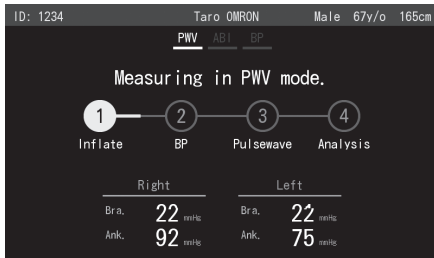 ID: 1234 Taro OMRON Male 67y/o 165cm
PWV ABI BP
Measuring in PWV mode.
1 2 3 4
Inflate BP Pulsewave Analysis
Right Left
Bra. 22 mmHg Bra. 22 mmHg
Ank. 92 mmHg Ank. 75 mmHg